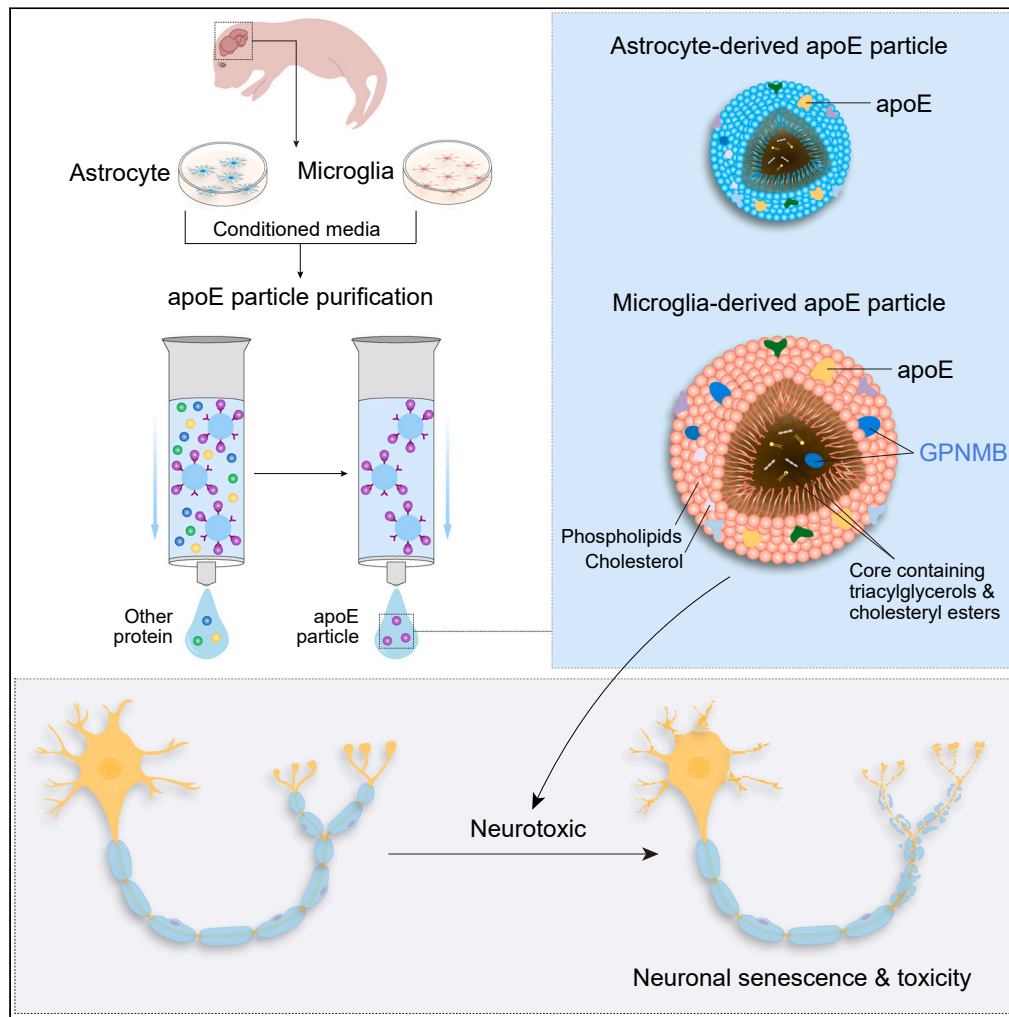 Astrocyte
Microglia
Conditioned media
apoE particle purification
Other
protein
apoE
particle
Astrocyte-derived apoE particle
apoE
Microglia-derived apoE particle
apoE
GPNMB
Phospholipids
Cholesterol
Core containing
triacylglycerols &
cholesteryl esters
Neurotoxic
Neuronal senescence & toxicity